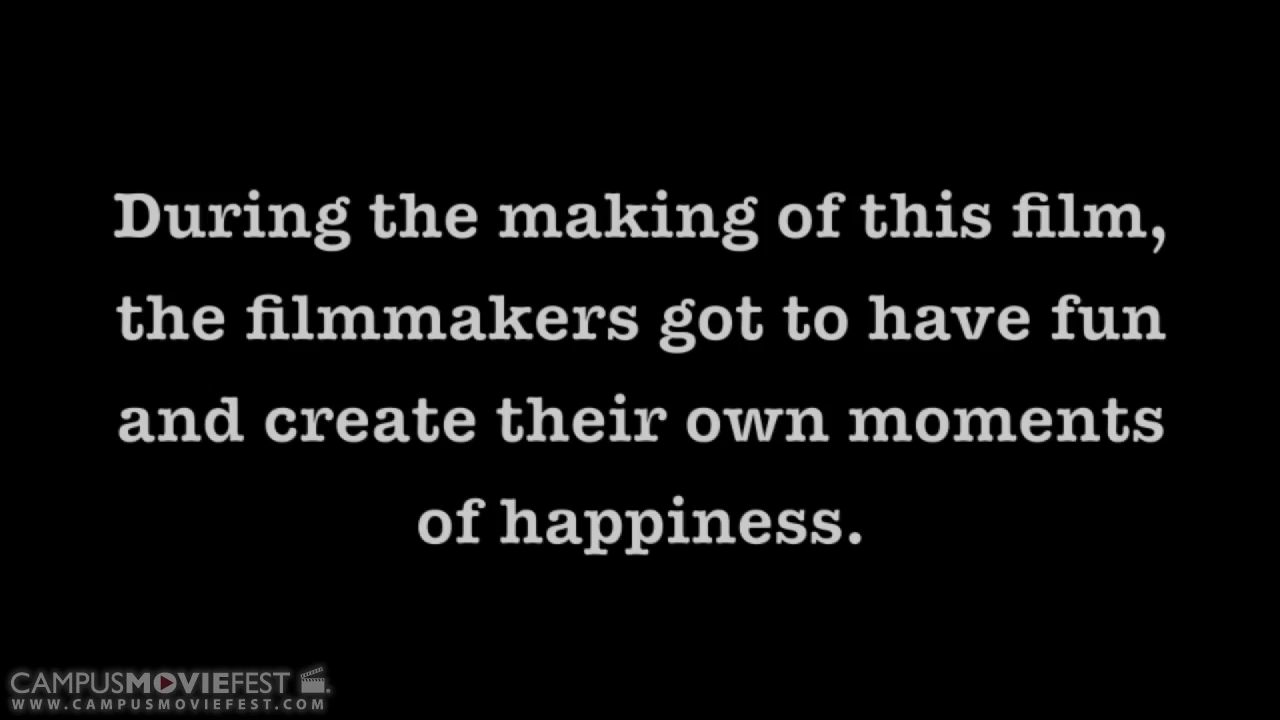 During the making of this film,
the filmmakers got to have fun
and create their own moments
of happiness.
CAMPUSMOVIEFEST
WWW.CAMPUSMOVIEFEST.COM